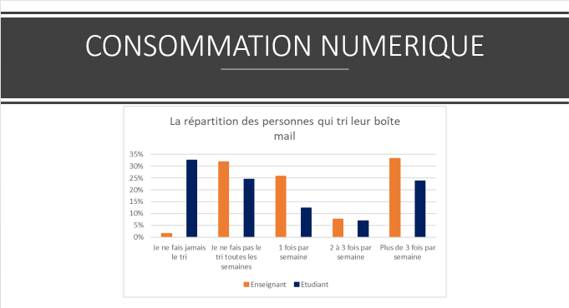 CONSOMMATION NUMERIQUE
La répartition des personnes qui tri leur boîte
mail
35%
30%
25%
20%
15%
10%
5%
0%
Je ne fais jamais
le tri
Je ne fais pas le
tri toutes les
semaines
1 fois par
semaine
2 à 3 fois par
semaine
Plus de 3 fois par
semaine
Enseignant
Etudiant